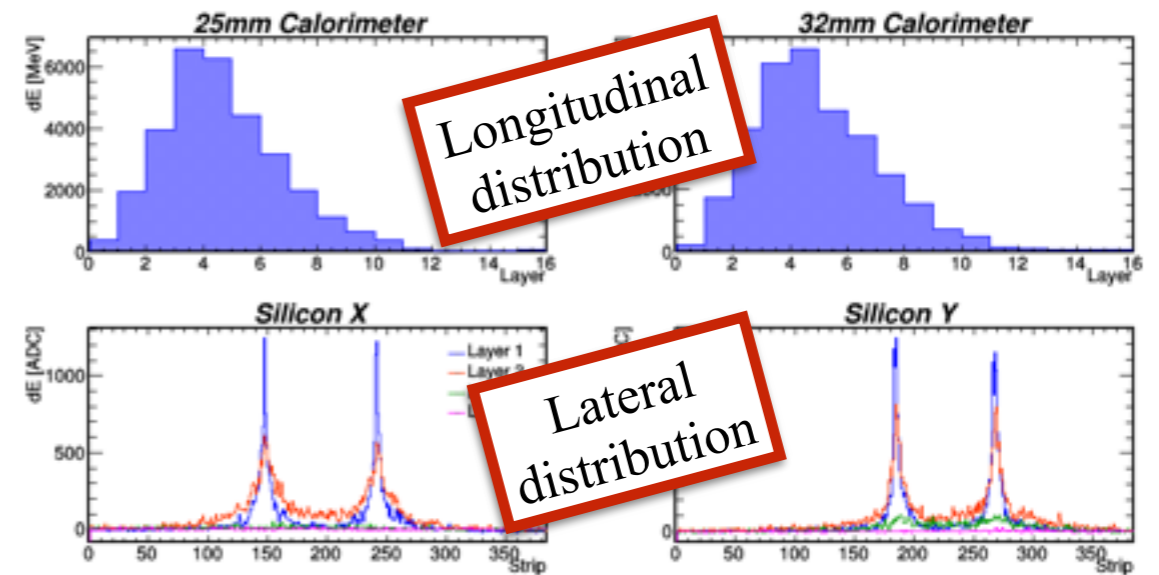 25mm Calorimeter
32mm Calorimeter
dE [MeV]
6000
4000
2000
0
0 2 4 6 8 10 12 14 16
Layer
0
0 2 4 6 8 10 12 14 16
Layer
Longitudinal
distribution
Silicon X
Silicon Y
dE [ADC]
1000
500
0
Layer 1
Layer
0 50 100 150 200 250 300 350
Strip
0 50 100 150 200 250 300 350
Strip
Lateral
distribution